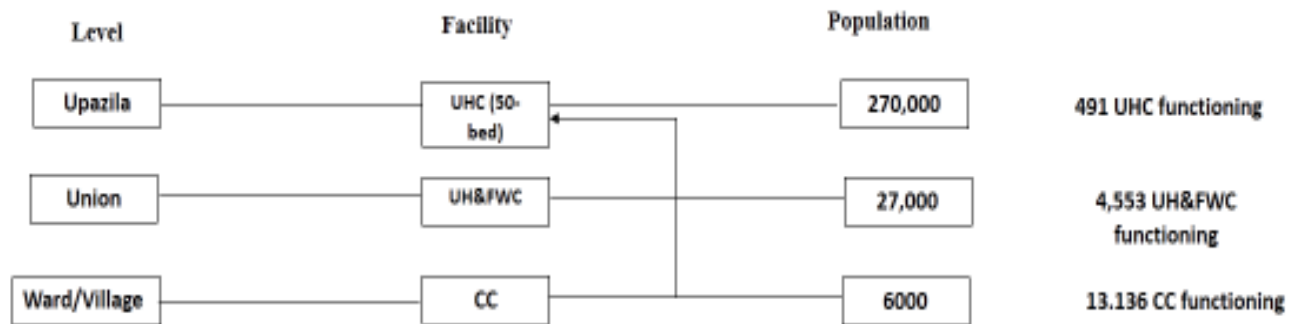 Level Facility Population
Upazila UHC (50- 270,000 491 UHC functioning
bed)
Union UH&FWC 27,000 4,553 UH&FWC
functioning
Ward/Village CC 6000 13.136 CC functioning